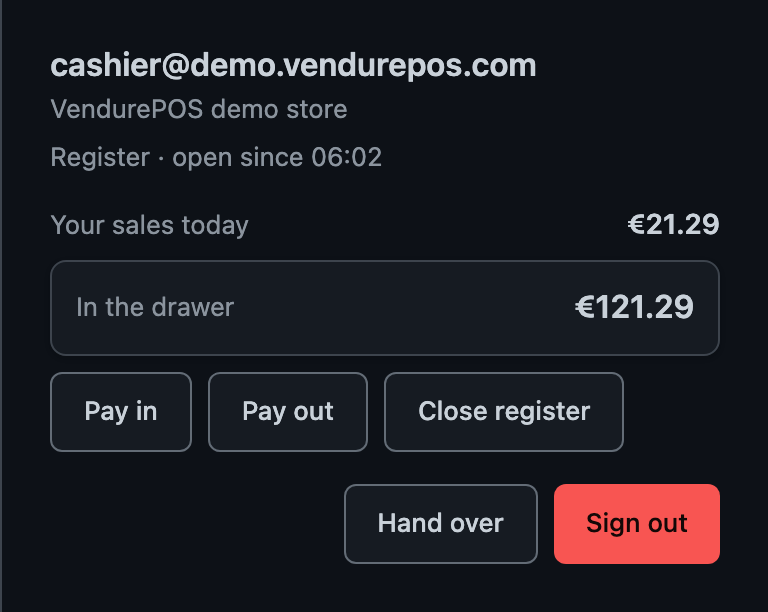 cashier@demo.vendurepos.com
VendurePOS demo store
Register · open since 06:02
Your sales today €21.29
In the drawer €121.29
Pay in Pay out Close register
Hand over Sign out